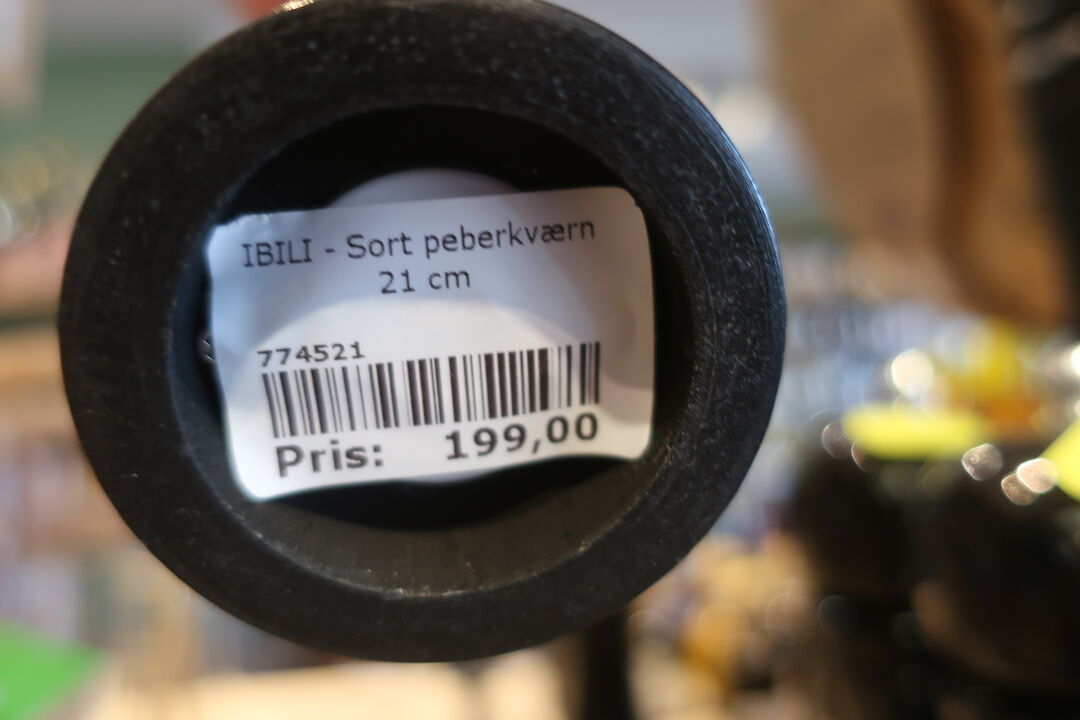 IBILI - Sort peberkværn
21 cm
774521
Pris: 199,00